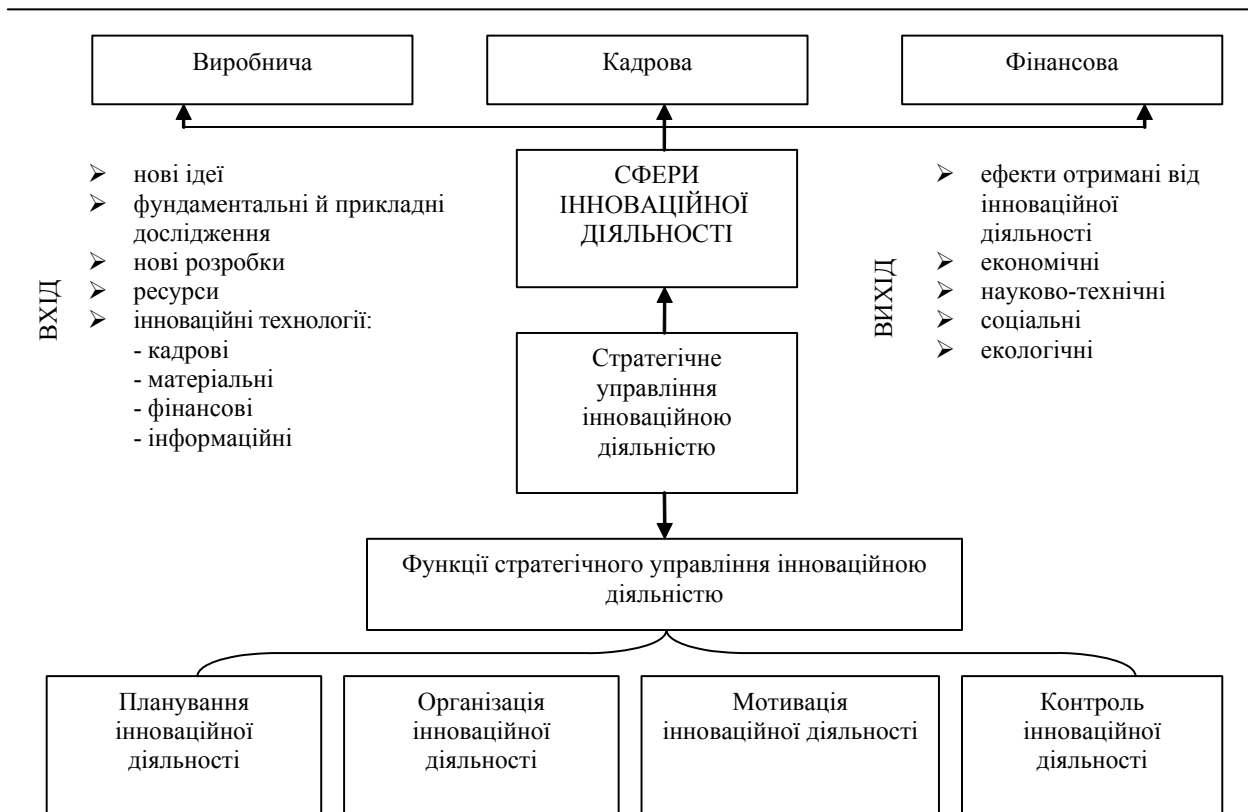 Виробнича
Кадрова
Фінансова
ВХІД
нові ідеї
фундаментальні й прикладні
дослідження
нові розробки
ресурси
інноваційні технології:
- кадрові
- матеріальні
- фінансові
- інформаційні
СФЕРИ
ІННОВАЦІЙНОЇ
ДІЯЛЬНОСТІ
Стратегічне
управління
інноваційною
діяльністю
ВИХІД
ефекти отримані від
інноваційної
діяльності
економічні
науково-технічні
соціальні
екологічні
Функції стратегічного управління інноваційною
діяльністю
Планування
інноваційної
діяльності
Організація
інноваційної
діяльності
Мотивація
інноваційної діяльності
Контроль
інноваційної
діяльності